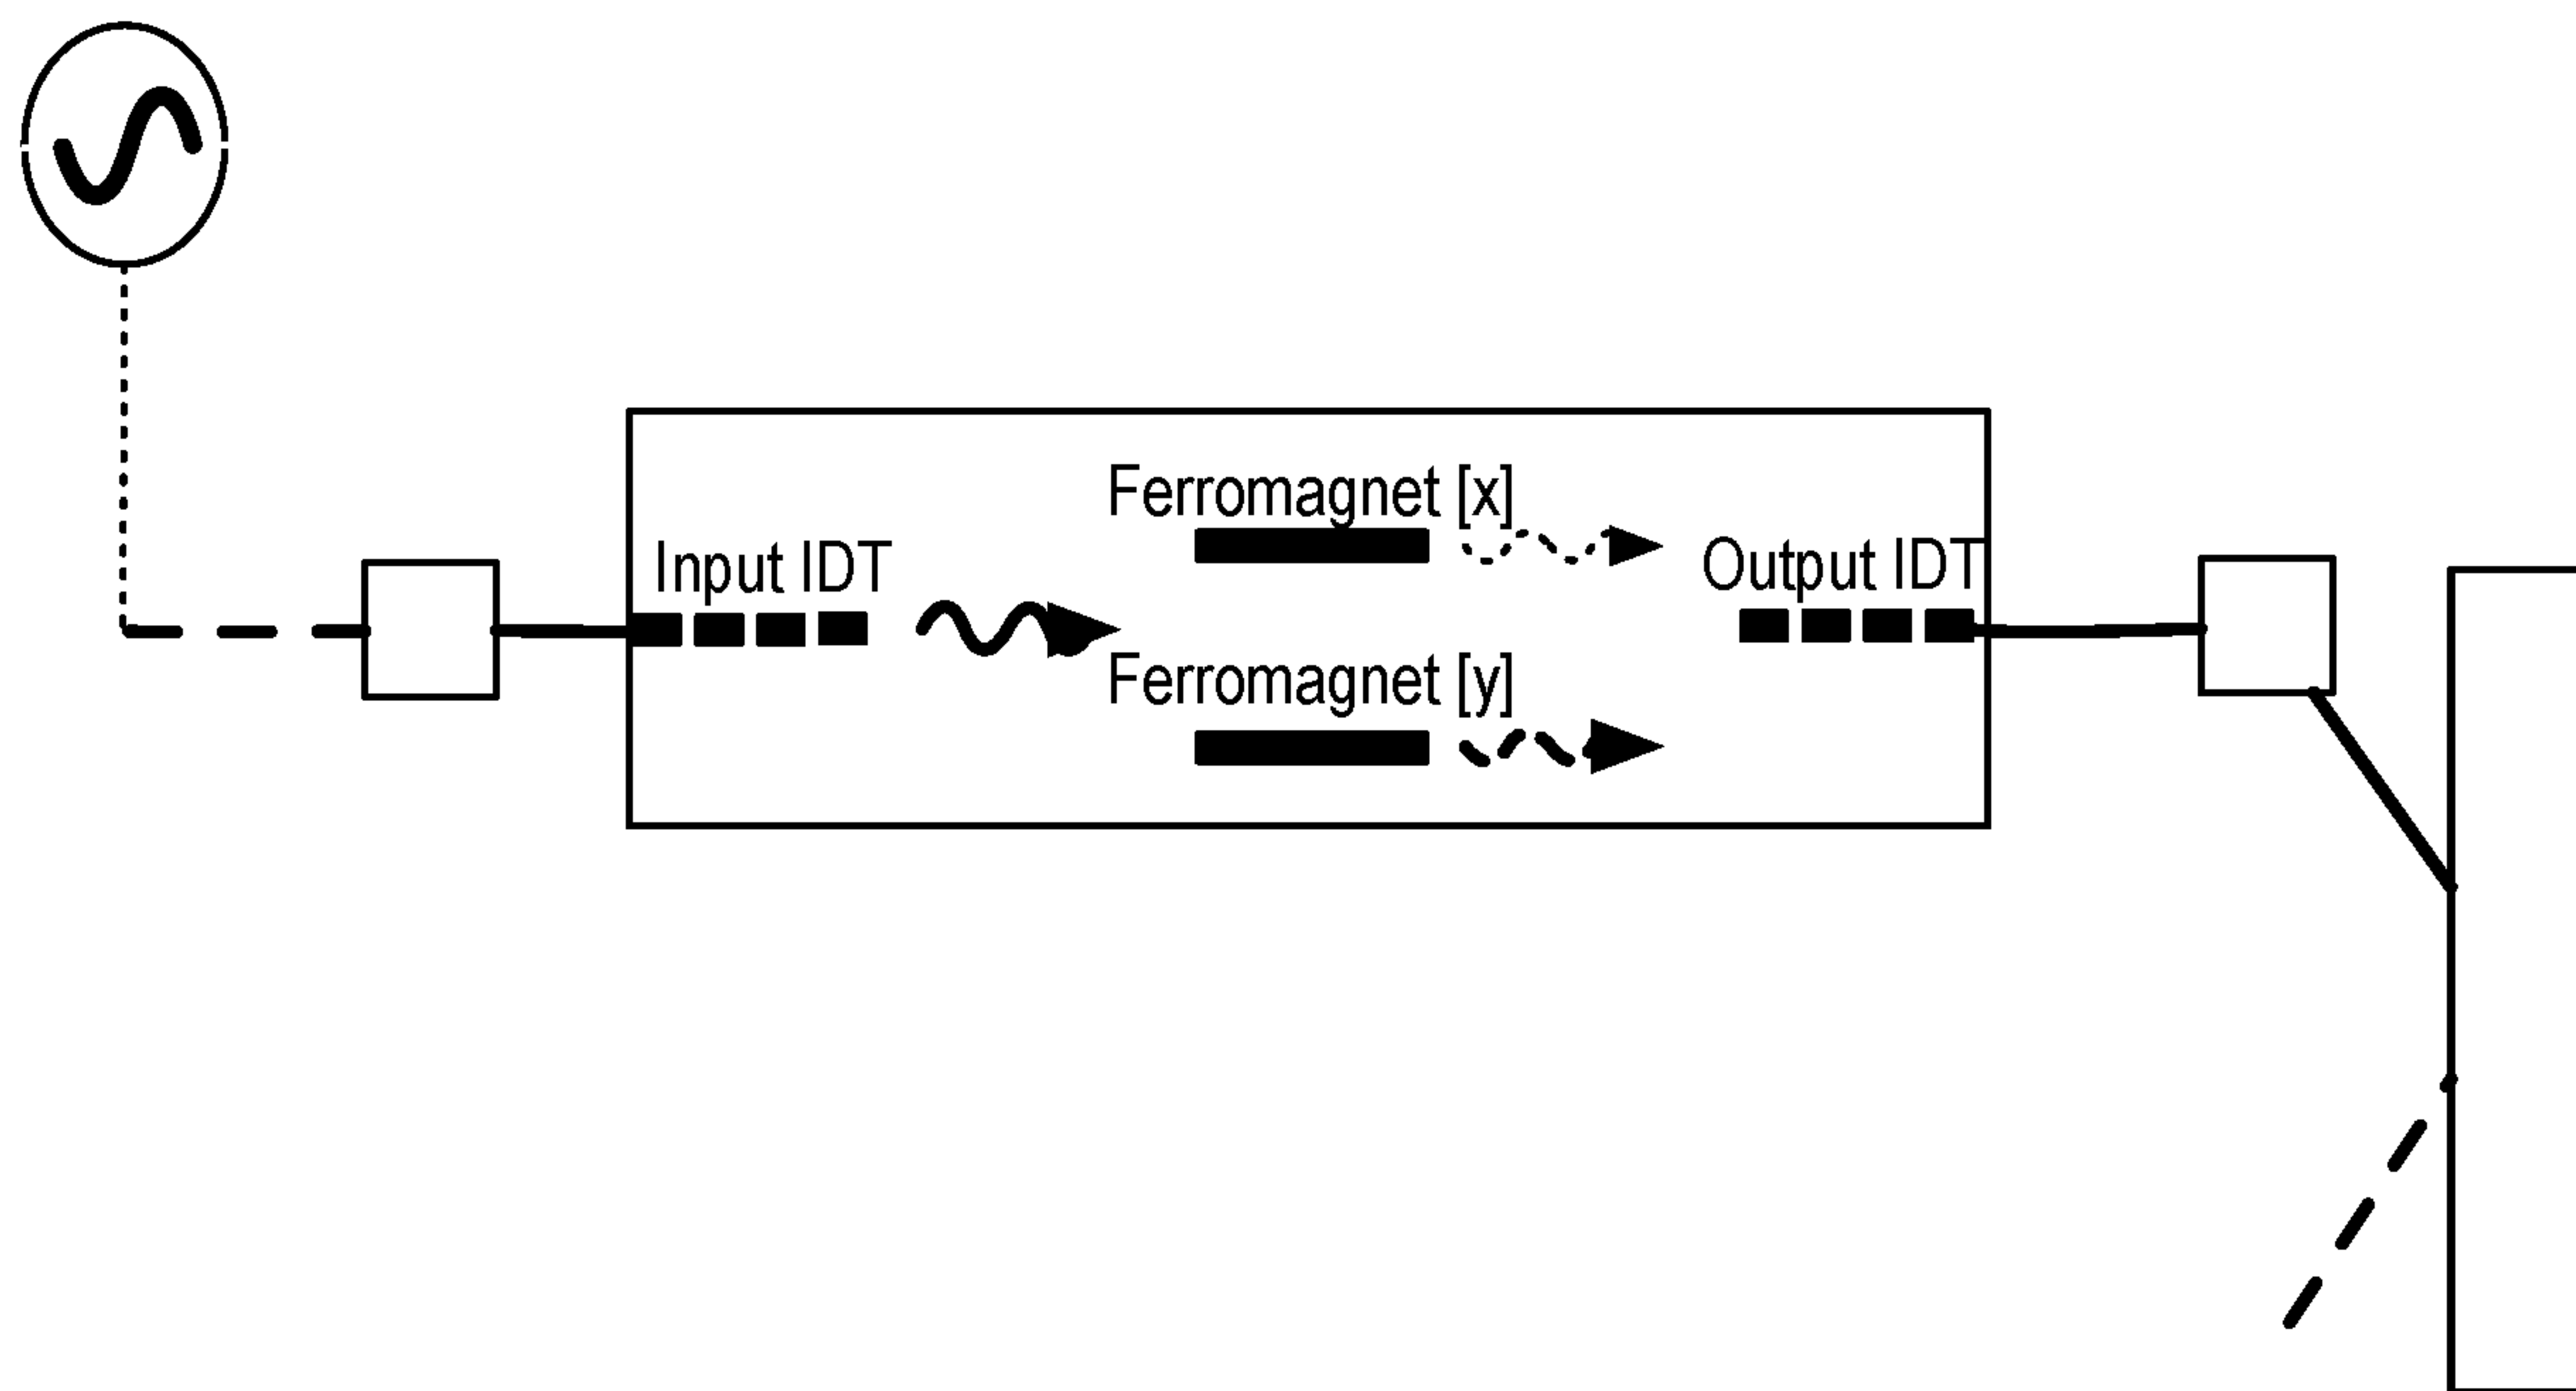 Ferromagnet [x]
Input IDT
Output IDT
Ferromagnet [y]